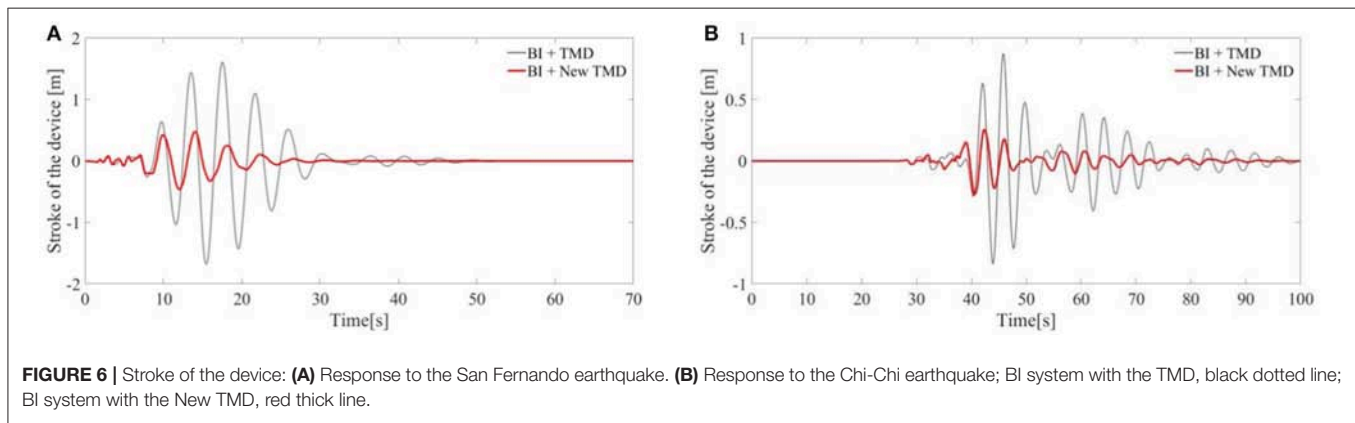 A
Stroke of the device [m]
2
1
0
-1
-2
BI + TMD
BI + New TMD
0 10 20 30 40 50 60 70
Time[s]
B
Stroke of the device [m]
1
0.5
0
-0.5
-1
BI + TMD
BI + New TMD
0 10 20 30 40 50 60 70 80 90 100
Time[s]
FIGURE 6 | Stroke of the device: (A) Response to the San Fernando earthquake. (B) Response to the Chi-Chi earthquake; BI system with the TMD, black dotted line;
BI system with the New TMD, red thick line.